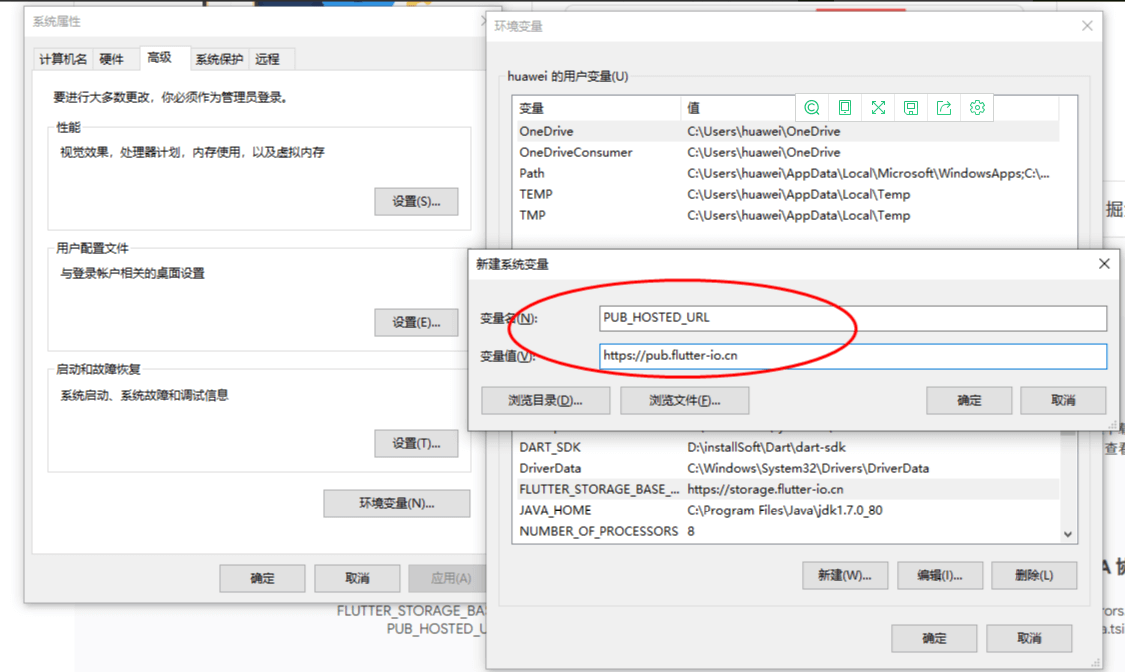 系统属性
计算机名 硬件 高级 系统保护 远程
要进行大多数更改，你必须作为管理员登录。
性能
视觉效果，处理器计划，内存使用，以及虚拟内存
设置(S)...
用户配置文件
与登录帐户相关的桌面设置
设置(E)...
启动和故障恢复
系统启动、系统故障和调试信息
设置(T)...
环境变量(N)...
确定 取消 应用(A)
FLUTTER_STORAGE_BA
PUB_HOSTED_U
环境变量
huawei 的用户变量(U)
变量 值
OneDrive C:\Users\huawei\OneDrive
OneDriveConsumer C:\Users\huawei\OneDrive
Path C:\Users\huawei\AppData\Local\Microsoft\WindowsApps;C:\...
TEMP C:\Users\huawei\AppData\Local\Temp
TMP C:\Users\huawei\AppData\Local\Temp
新建系统变量
变量名(N): PUB_HOSTED_URL
变量值(V): https://pub.flutter-io.cn
浏览目录(D)... 浏览文件(F)... 确定 取消
DART_SDK D:\installSoft\Dart\dart-sdk
DriverData C:\Windows\System32\Drivers\DriverData
FLUTTER_STORAGE_BASE_... https://storage.flutter-io.cn
JAVA_HOME C:\Program Files\Java\jdk1.7.0_80
NUMBER_OF_PROCESSORS 8
新建(W)... 编辑(I)... 删除(L)
确定 取消
掘
查看
A 协
rors
a.tsi